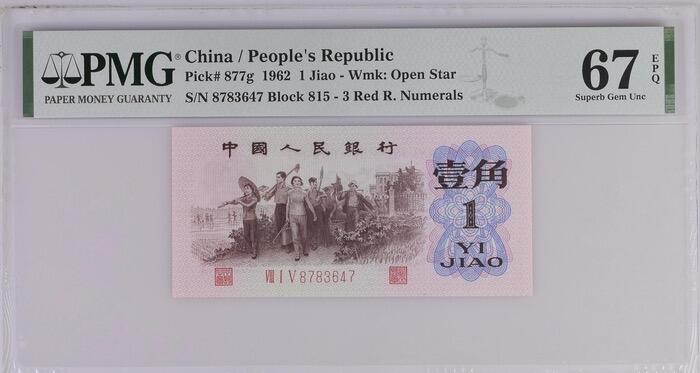 PMG
PAPER MONEY GUARANTY
China / People's Republic
Pick# 877g 1962 1 Jiao - Wmk: Open Star
S/N 8783647 Block 815 - 3 Red R. Numerals
67 EPQ
Superb Gem Unc
中國人民銀行
壹角
1
YI
JIAO
VIII I V 8783647